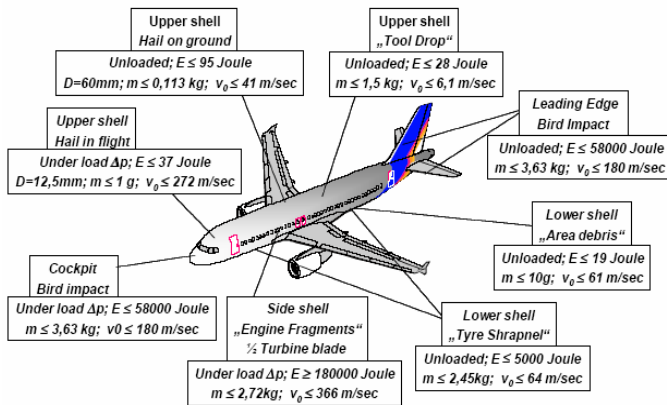 Upper shell
Hail on ground
Unloaded; E ≤ 95 Joule
D=60mm; m ≤ 0,113 kg; v₀ ≤ 41 m/sec
Upper shell
„Tool Drop“
Unloaded; E ≤ 28 Joule
m ≤ 1,5 kg; v₀ ≤ 6,1 m/sec
Upper shell
Hail in flight
Under load Δp; E ≤ 37 Joule
D=12,5mm; m ≤ 1 g; v₀ ≤ 272 m/sec
Leading Edge
Bird Impact
Unloaded; E ≤ 58000 Joule
m ≤ 3,63 kg; v₀ ≤ 180 m/sec
Lower shell
„Area debris“
Unloaded; E ≤ 19 Joule
m ≤ 10g; v₀ ≤ 61 m/sec
Cockpit
Bird impact
Under load Δp; E ≤ 58000 Joule
m ≤ 3,63 kg; v0 ≤ 180 m/sec
Side shell
„Engine Fragments“
½ Turbine blade
Under load Δp; E ≥ 180000 Joule
m ≤ 2,72kg; v₀ ≤ 366 m/sec
Lower shell
„Tyre Shrapnel“
Unloaded; E ≤ 5000 Joule
m ≤ 2,45kg; v₀ ≤ 64 m/sec